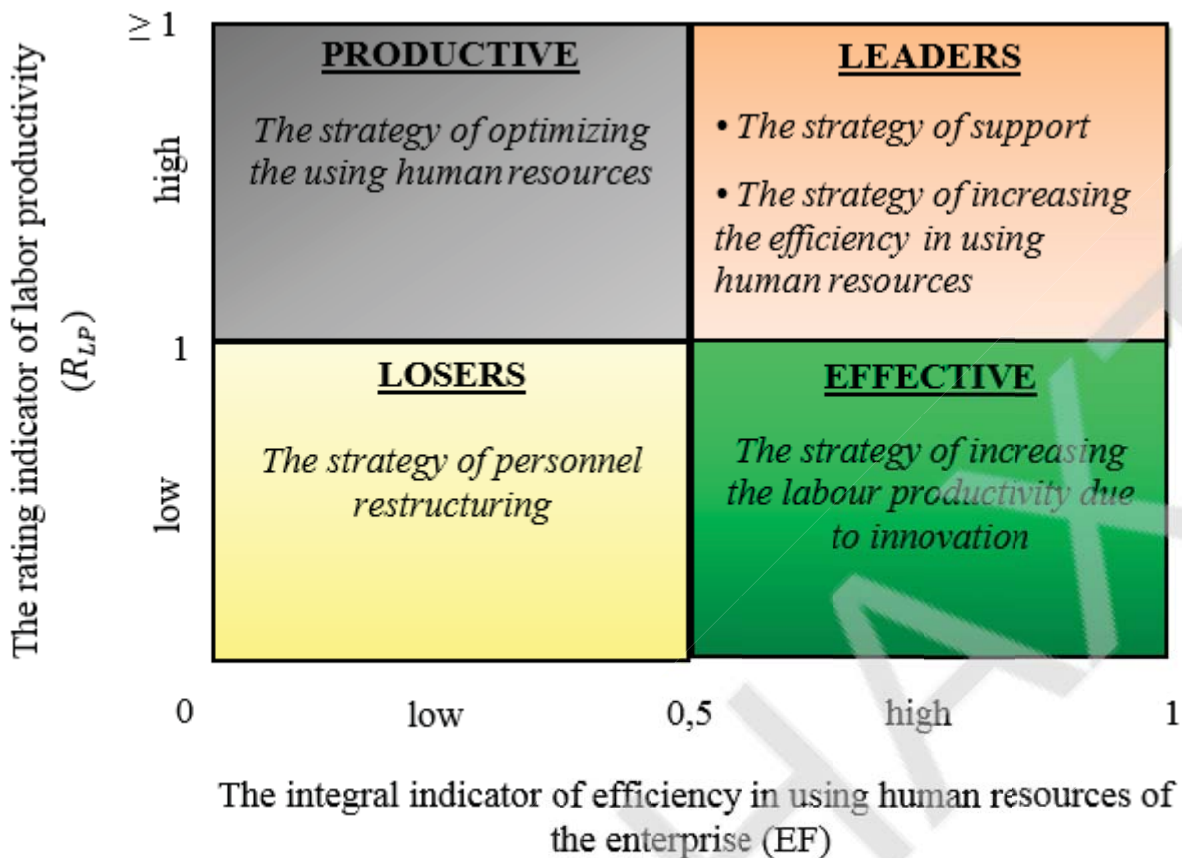 The rating indicator of labor productivity
(R_LP)
≥ 1
high
1
low
PRODUCTIVE
The strategy of optimizing
the using human resources
LEADERS
• The strategy of support
• The strategy of increasing
the efficiency in using
human resources
LOSERS
The strategy of personnel
restructuring
EFFECTIVE
The strategy of increasing
the labour productivity due
to innovation
0
low
0,5
high
1
The integral indicator of efficiency in using human resources of
the enterprise (EF)